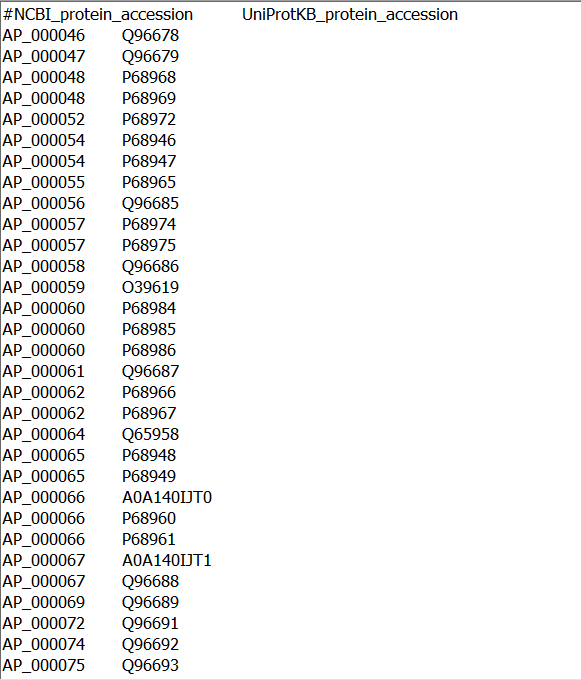 #NCBI_protein_accession UniProtKB_protein_accession
AP_000046 Q96678
AP_000047 Q96679
AP_000048 P68968
AP_000048 P68969
AP_000052 P68972
AP_000054 P68946
AP_000054 P68947
AP_000055 P68965
AP_000056 Q96685
AP_000057 P68974
AP_000057 P68975
AP_000058 Q96686
AP_000059 O39619
AP_000060 P68984
AP_000060 P68985
AP_000060 P68986
AP_000061 Q96687
AP_000062 P68966
AP_000062 P68967
AP_000064 Q65958
AP_000065 P68948
AP_000065 P68949
AP_000066 A0A140IJT0
AP_000066 P68960
AP_000066 P68961
AP_000067 A0A140IJT1
AP_000067 Q96688
AP_000069 Q96689
AP_000072 Q96691
AP_000074 Q96692
AP_000075 Q96693